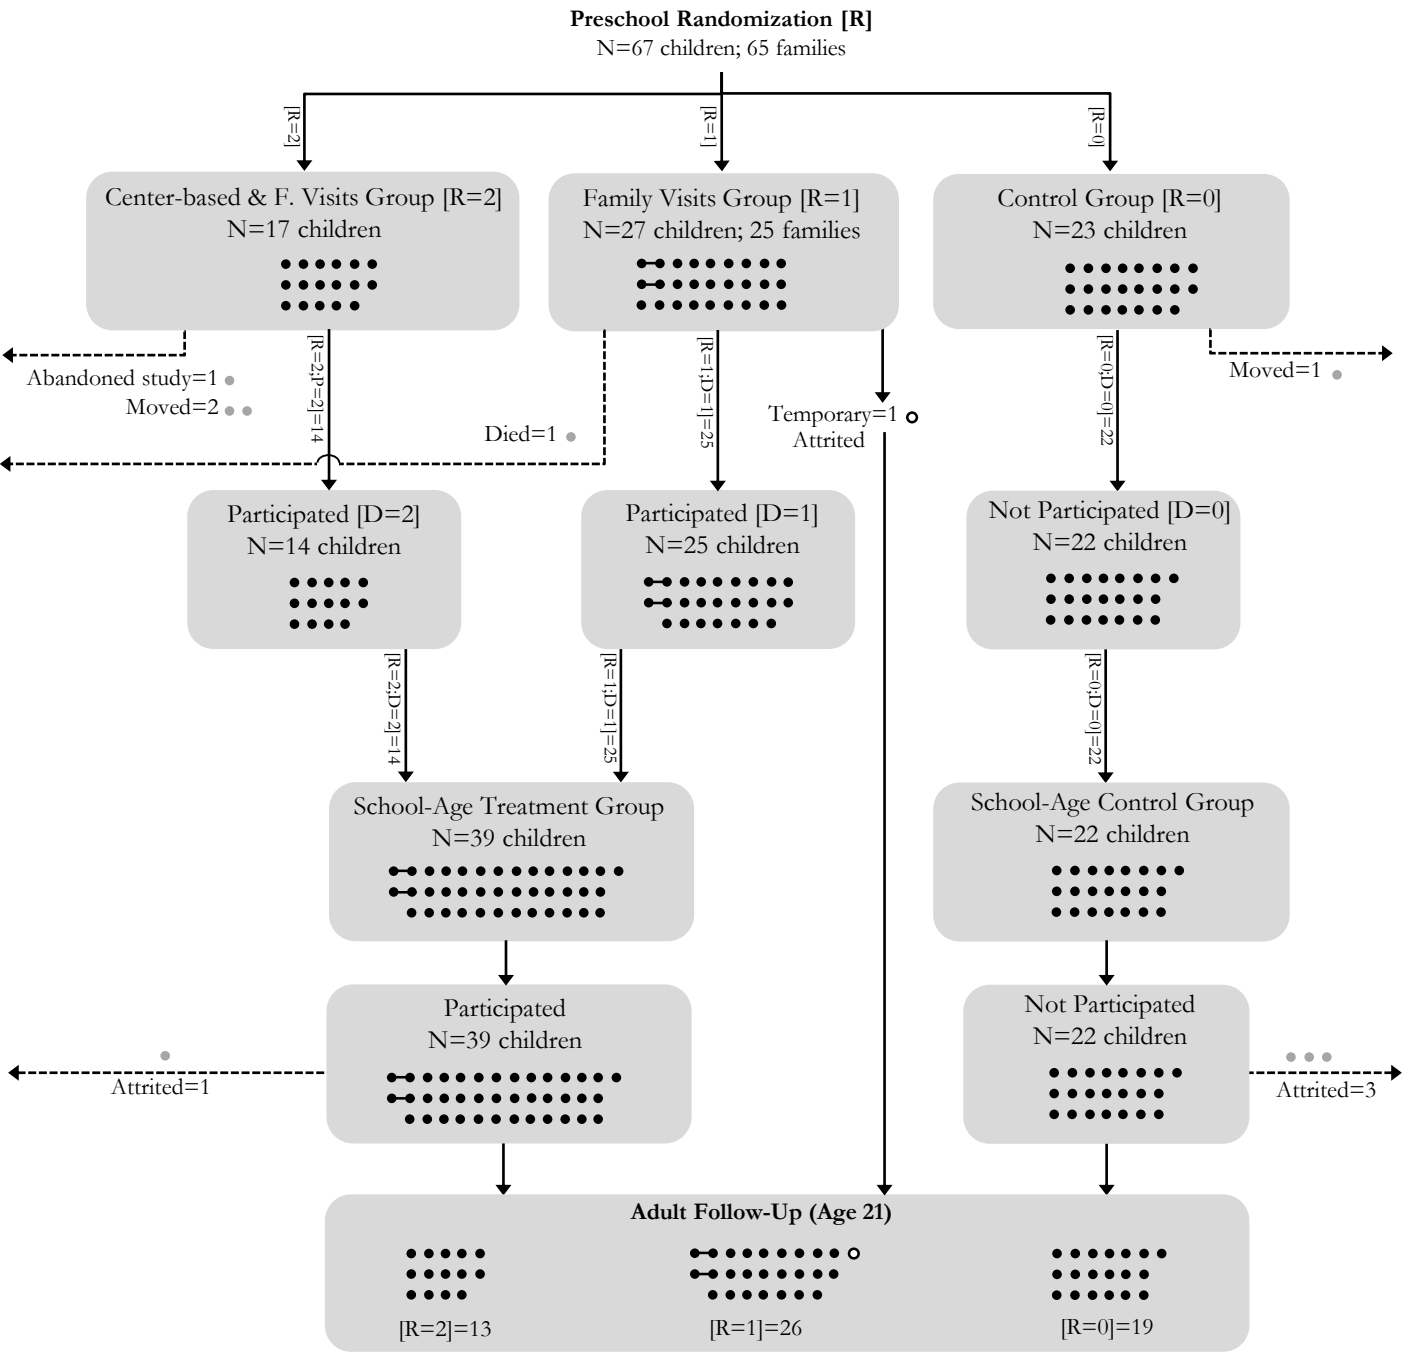 Preschool Randomization [R]
N=67 children; 65 families
[R=2]
[R=1]
[R=0]
Center-based & F. Visits Group [R=2]
N=17 children
Family Visits Group [R=1]
N=27 children; 25 families
Control Group [R=0]
N=23 children
Abandoned study=1
Moved=2
[R=2;P=2]=14
Died=1
[R=1;D=1]=25
Temporary=1
Attrited
[R=0;D=0]=22
Moved=1
Participated [D=2]
N=14 children
Participated [D=1]
N=25 children
Not Participated [D=0]
N=22 children
[R=2;D=2]=14
[R=1;D=1]=25
[R=0;D=0]=22
School-Age Treatment Group
N=39 children
School-Age Control Group
N=22 children
Participated
N=39 children
Not Participated
N=22 children
Attrited=1
Attrited=3
Adult Follow-Up (Age 21)
[R=2]=13
[R=1]=26
[R=0]=19